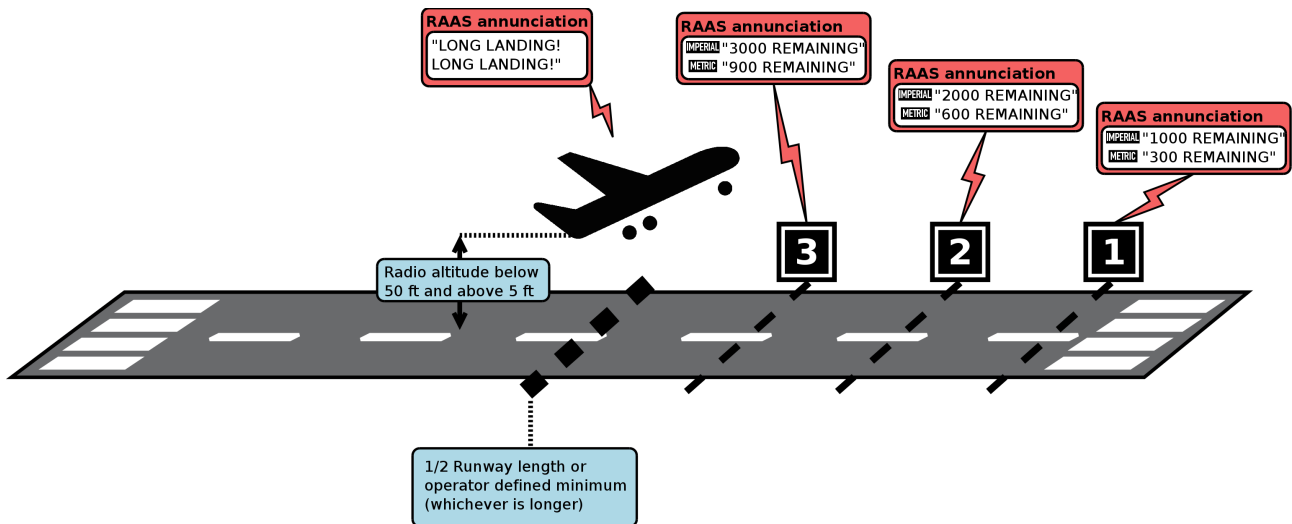 RAAS annunciation
"LONG LANDING!
LONG LANDING!"
RAAS annunciation
IMPERIAL "3000 REMAINING"
METRIC "900 REMAINING"
RAAS annunciation
IMPERIAL "2000 REMAINING"
METRIC "600 REMAINING"
RAAS annunciation
IMPERIAL "1000 REMAINING"
METRIC "300 REMAINING"
3
2
1
Radio altitude below
50 ft and above 5 ft
1/2 Runway length or
operator defined minimum
(whichever is longer)